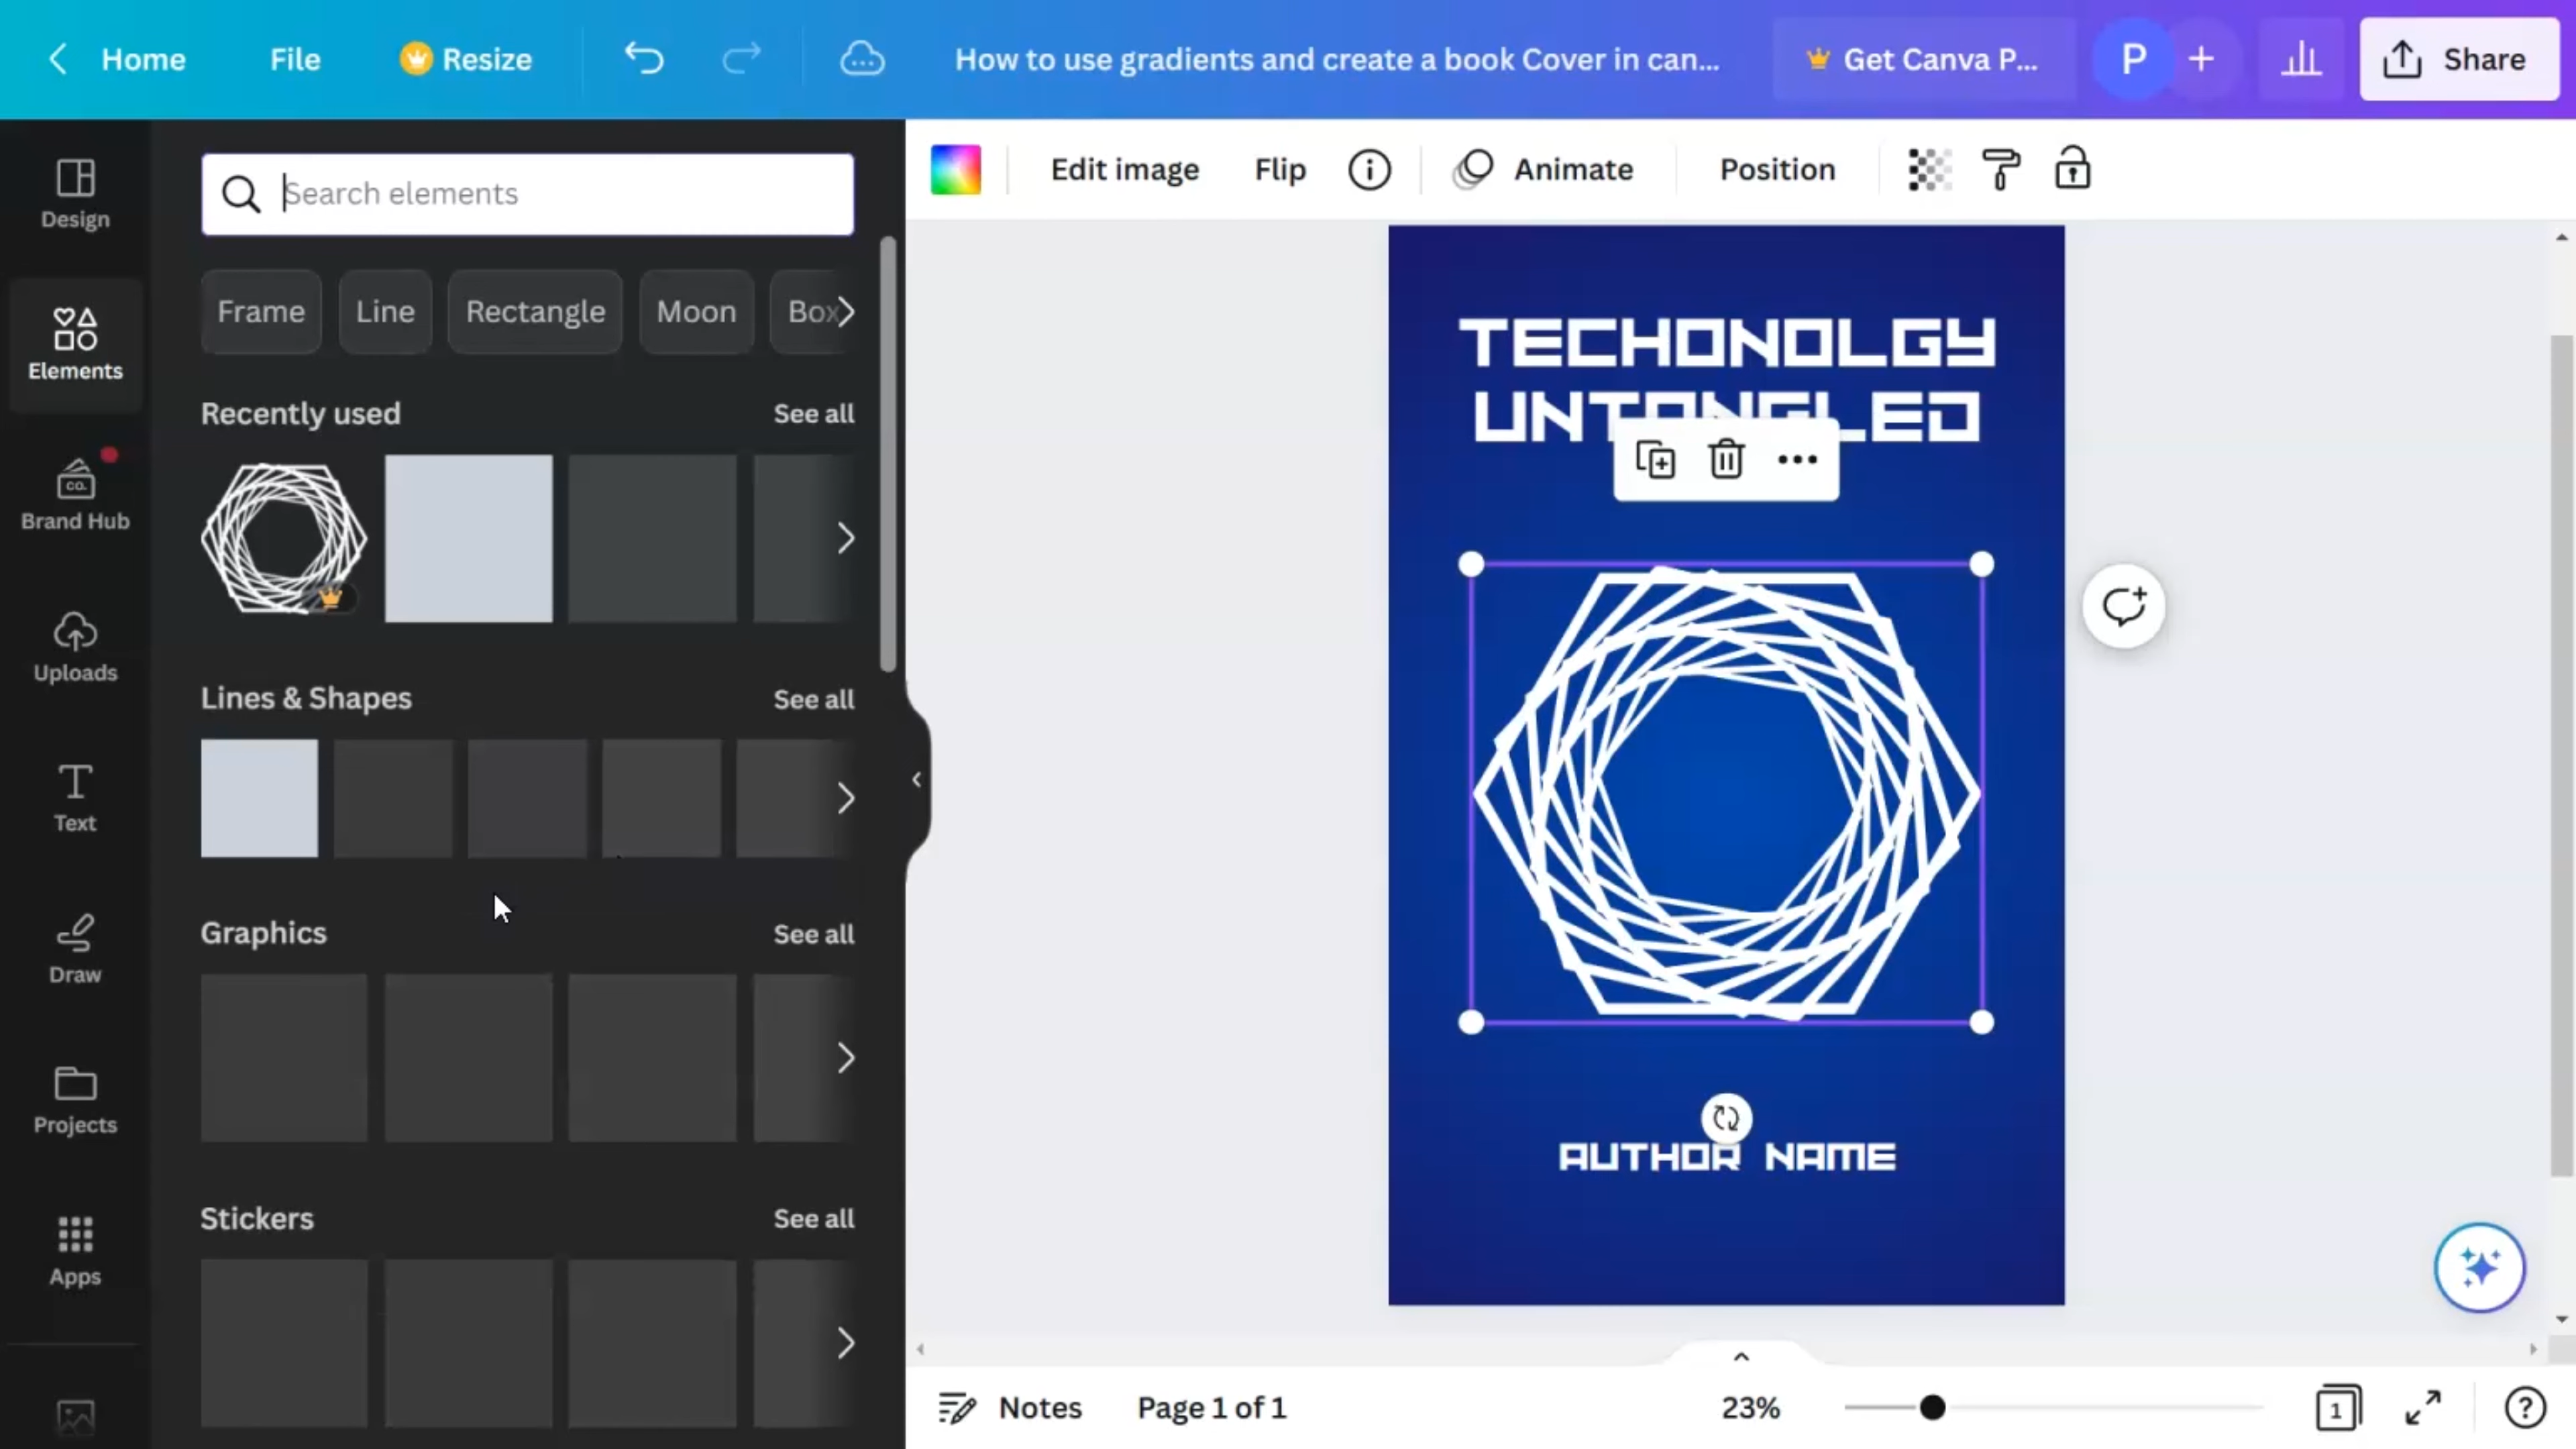 Home File Resize How to use gradients and create a book Cover in can... Get Canva P... P Share
Design
Elements
Brand Hub
CO.
Uploads
Text
Draw
Projects
Apps
Search elements
Frame Line Rectangle Moon Box
Recently used See all
Lines & Shapes See all
Graphics See all
Stickers See all
Edit image Flip Animate Position
TECHONOLGY
UNTANGLED
AUTHOR NAME
Notes Page 1 of 1 23% 1 ?